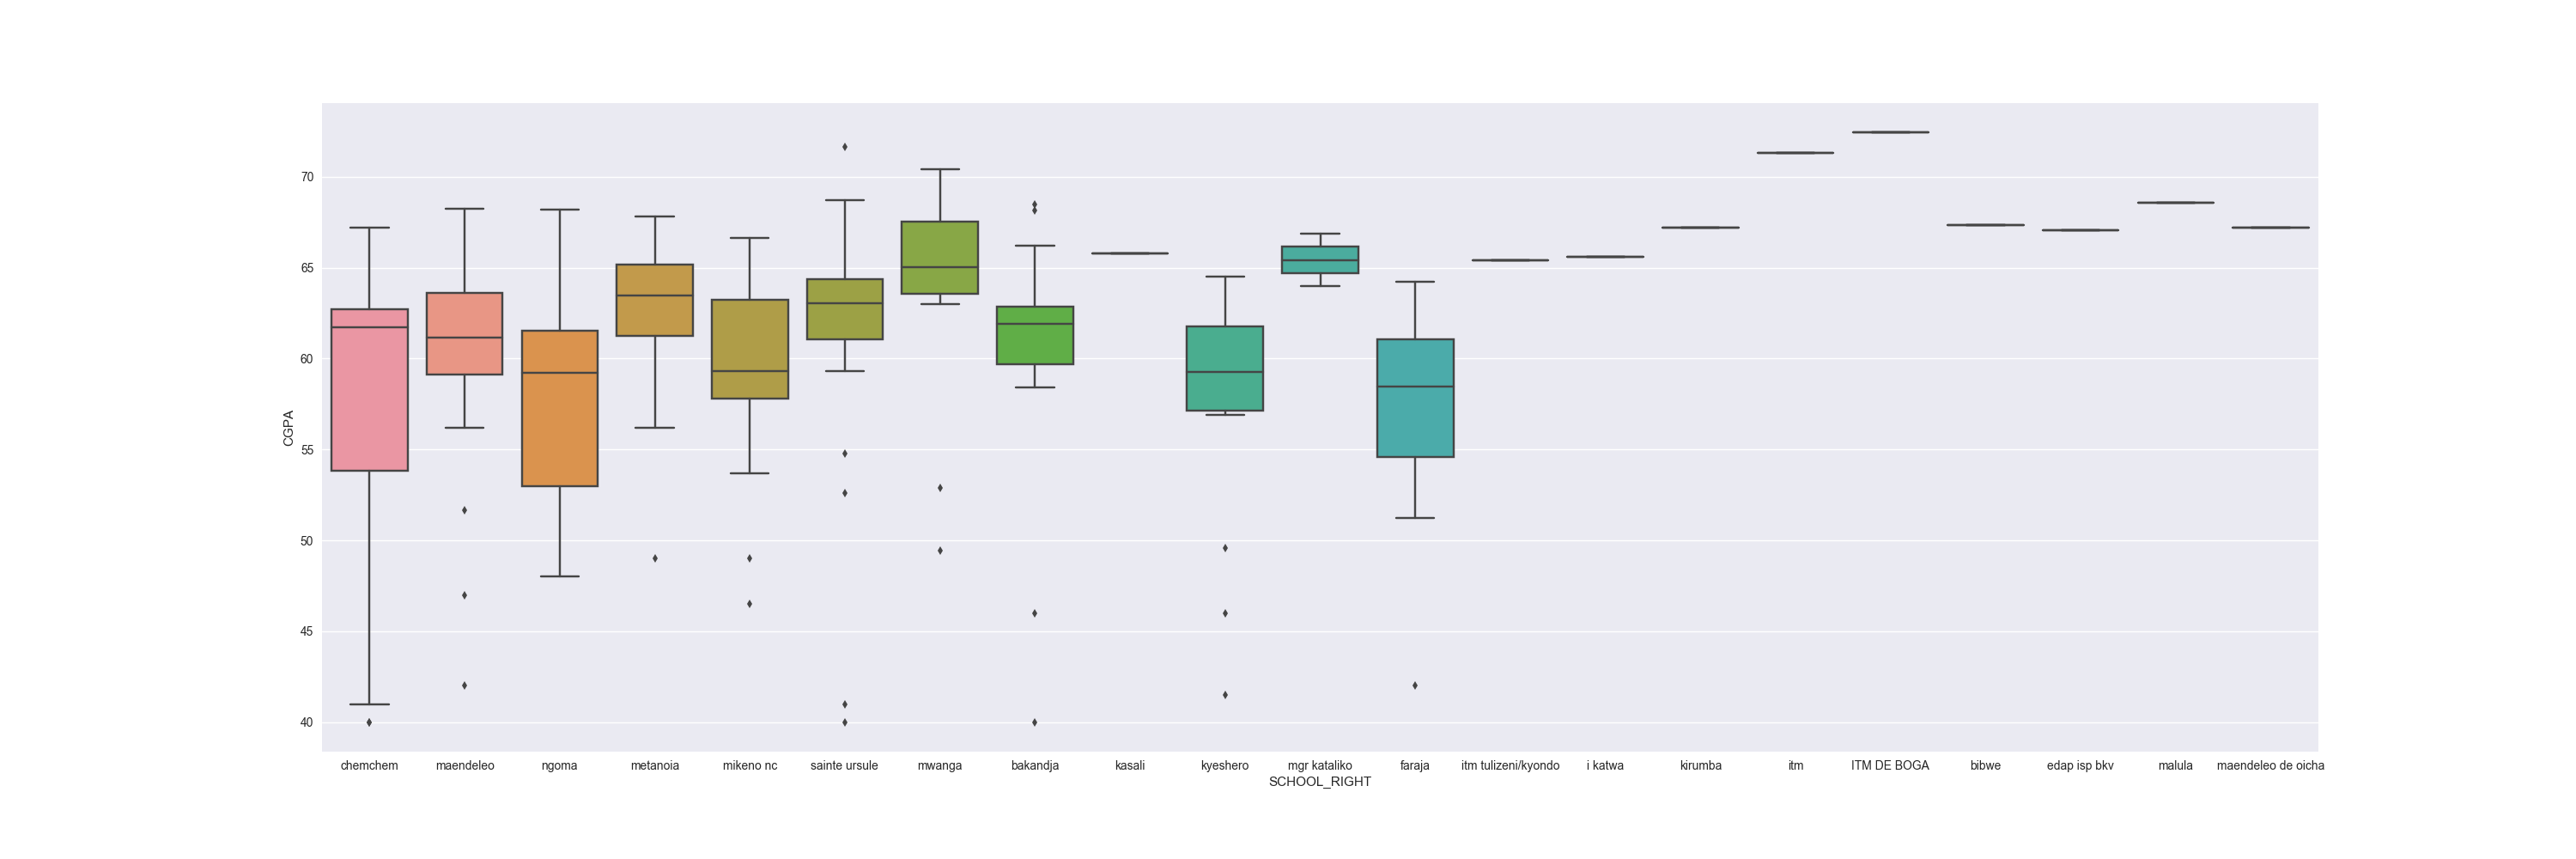 CGPA
70
65
60
55
50
45
40
chemchem maendeleo ngoma metanoia mikeno nc sainte ursule mwanga bakandja kasali kyeshero mgr kataliko faraja itm tulizeni/kyondo i katwa kirumba itm ITM DE BOGA bibwe edap isp bkv malula maendeleo de oicha
SCHOOL_RIGHT